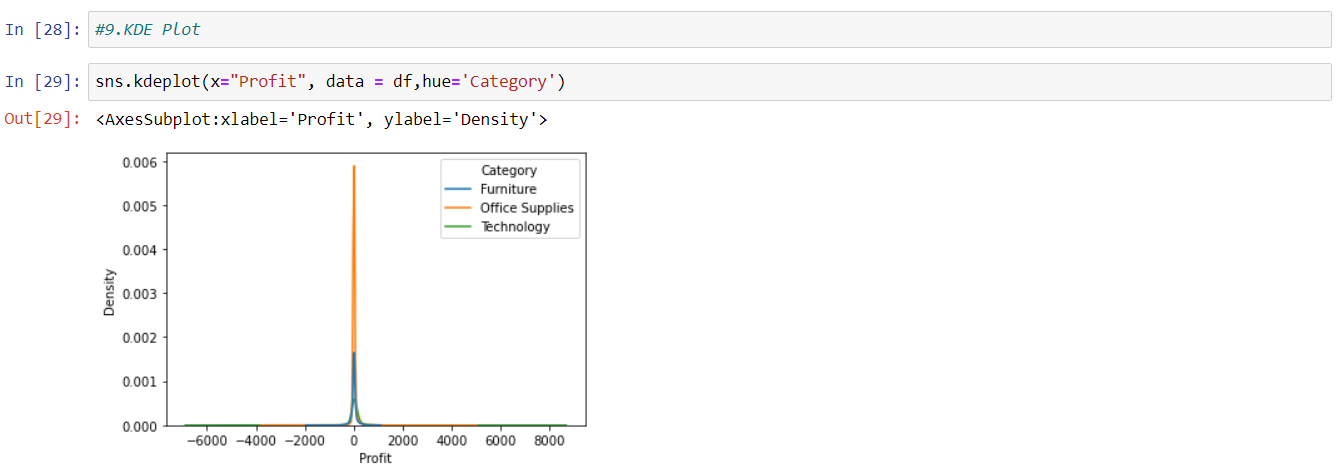 In [28]: #9.KDE Plot
In [29]: sns.kdeplot(x="Profit", data = df,hue='Category')
Out[29]: <AxesSubplot:xlabel='Profit', ylabel='Density'>
Category
Furniture
Office Supplies
Technology
0.006
0.005
0.004
0.003
0.002
0.001
0.000
Density
−6000 −4000 −2000 0 2000 4000 6000 8000
Profit